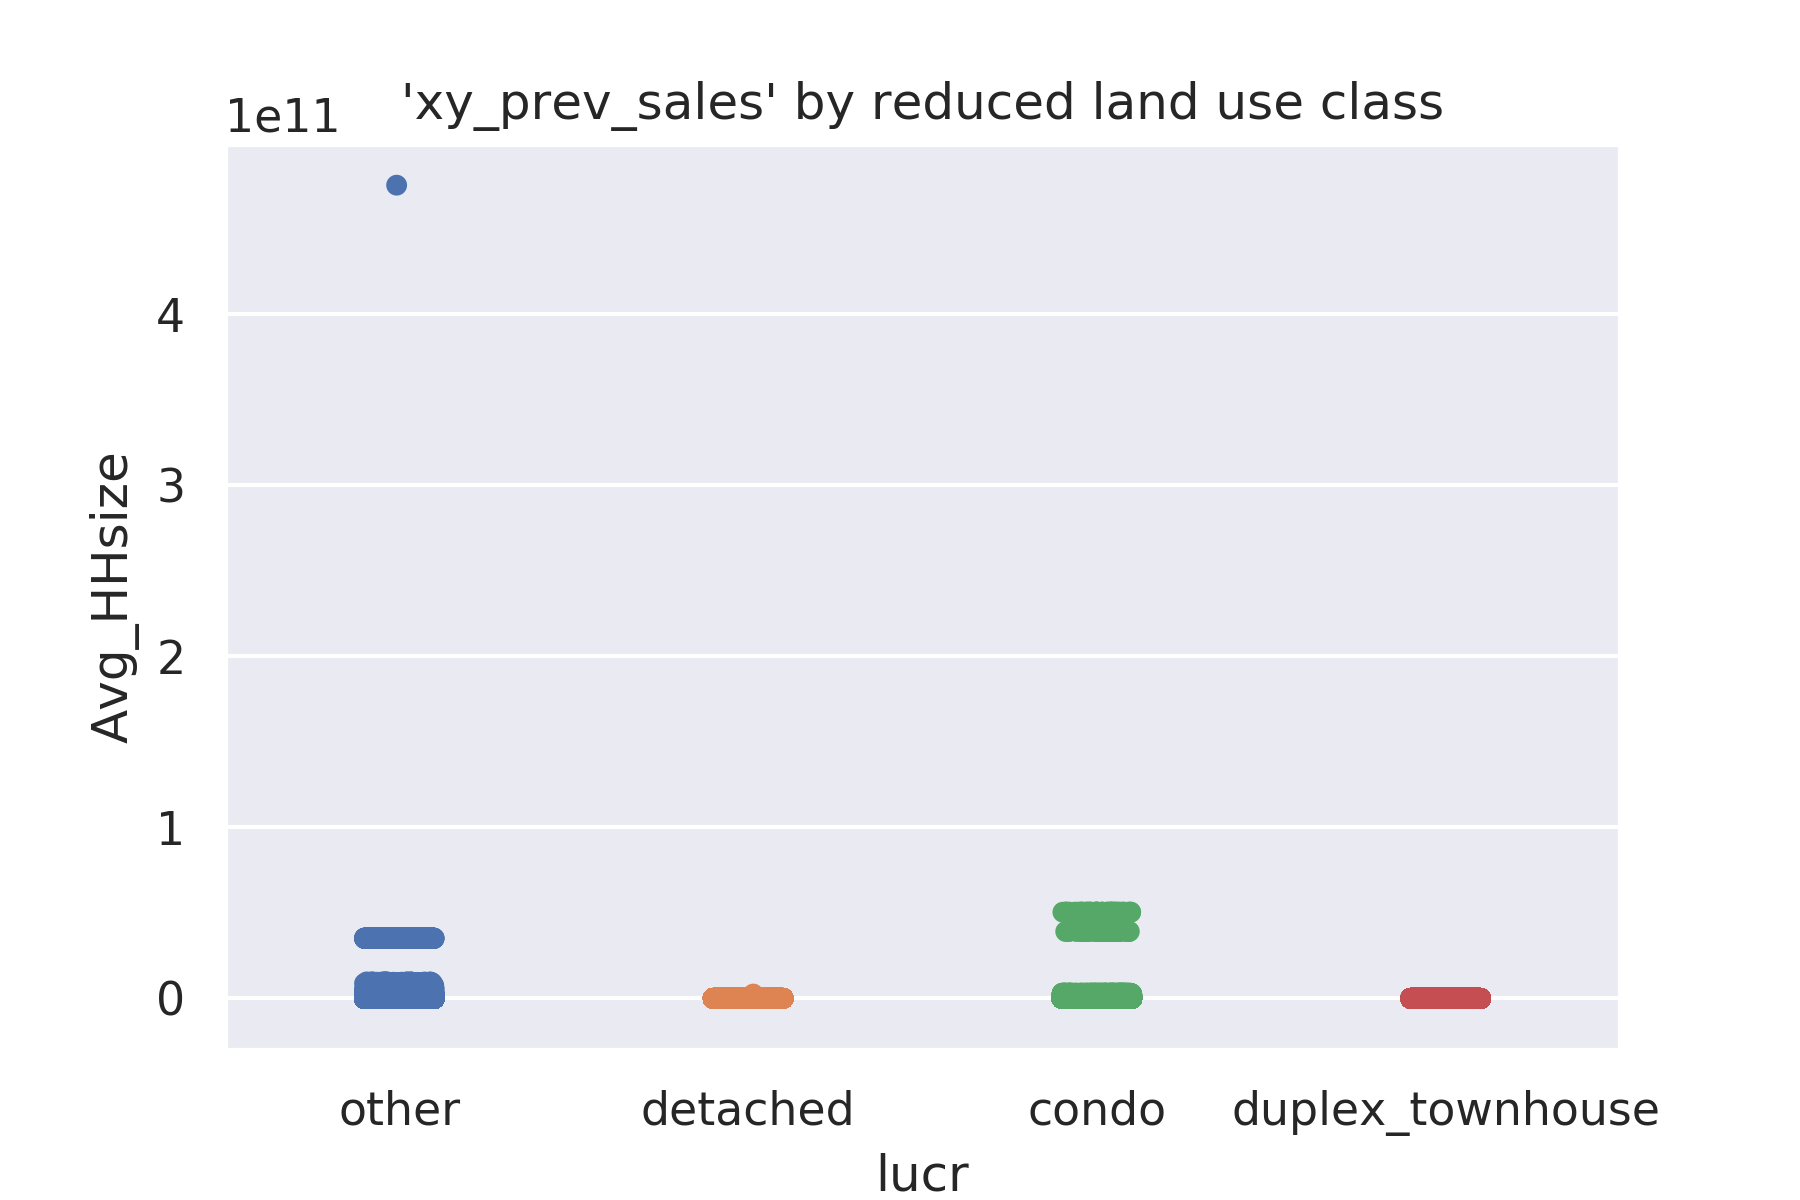 'xy_prev_sales' by reduced land use class
1e11
4
3
2
1
0
Avg_HHsize
other detached condo duplex_townhouse
lucr